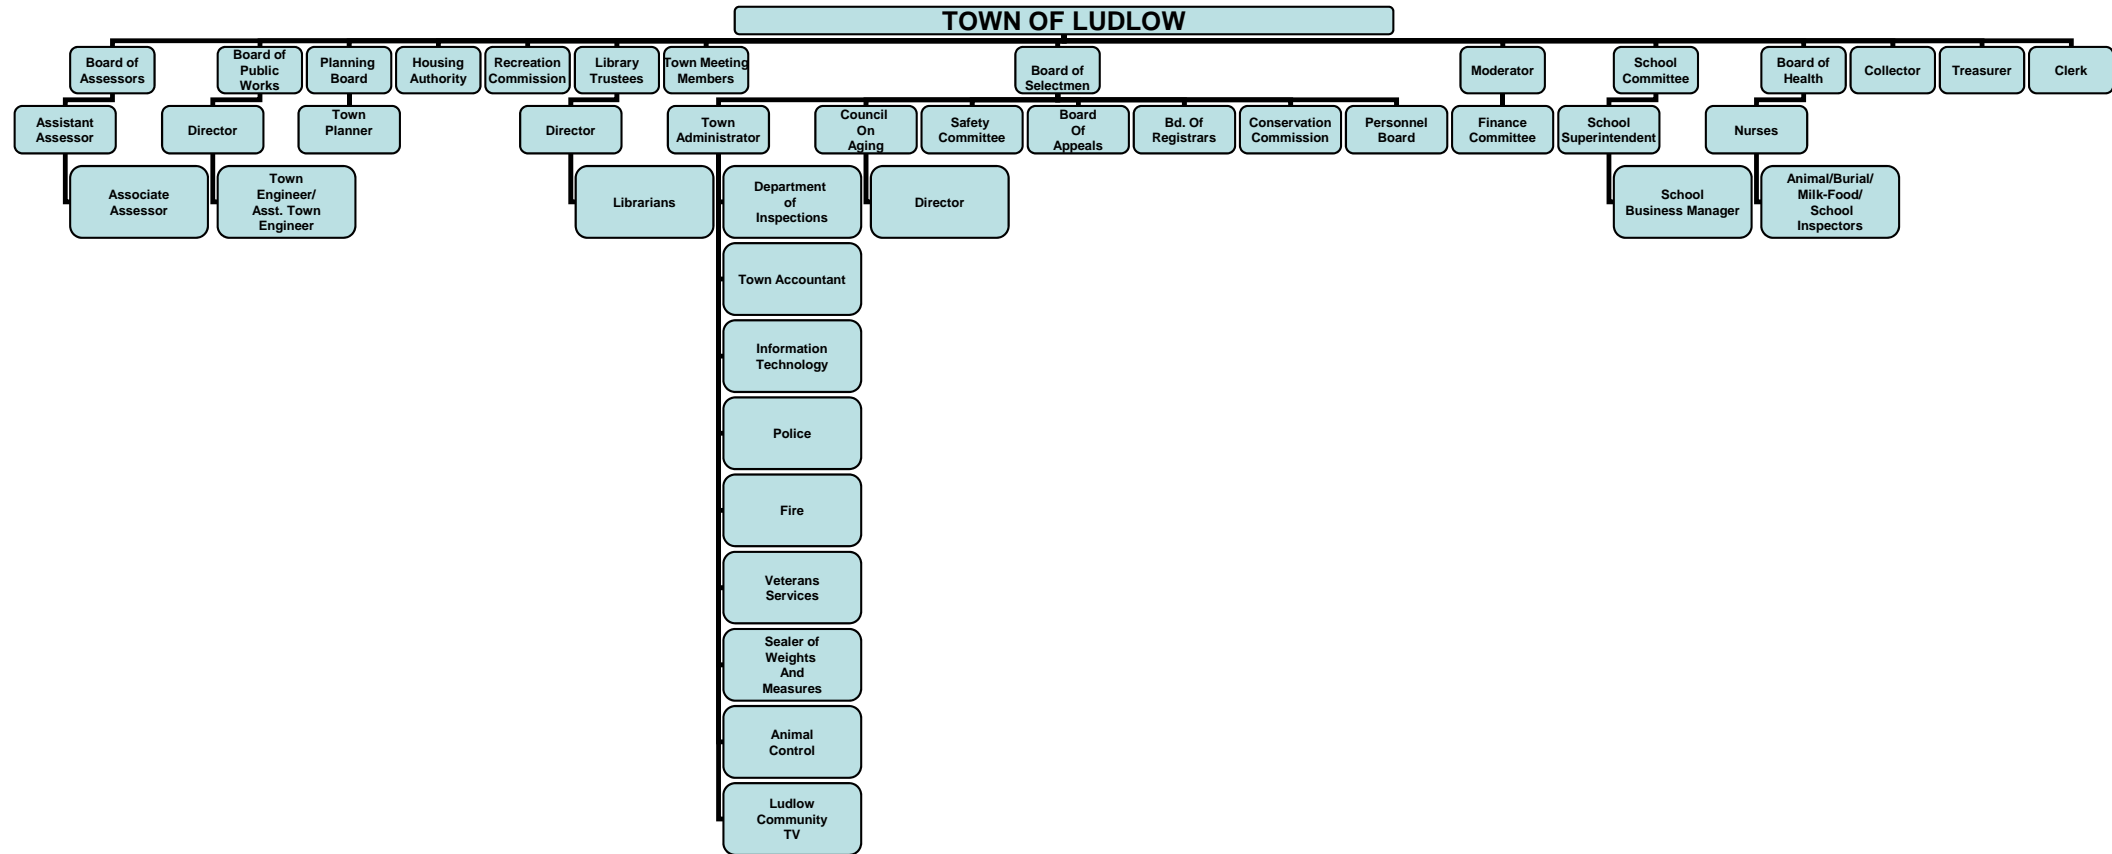 TOWN OF LUDLOW
Board of
Assessors
Board of
Public
Works
Planning
Board
Housing
Authority
Recreation
Commission
Library
Trustees
Town Meeting
Members
Board of
Selectmen
Moderator
School
Committee
Board of
Health
Collector
Treasurer
Clerk
Assistant
Assessor
Director
Town
Planner
Director
Town
Administrator
Council
On
Aging
Safety
Committee
Board
Of
Appeals
Bd. Of
Registrars
Conservation
Commission
Personnel
Board
Finance
Committee
School
Superintendent
Nurses
Associate
Assessor
Town
Engineer/
Asst. Town
Engineer
Librarians
Department
of
Inspections
Director
School
Business Manager
Animal/Burial/
Milk-Food/
School
Inspectors
Town Accountant
Information
Technology
Police
Fire
Veterans
Services
Sealer of
Weights
And
Measures
Animal
Control
Ludlow
Community
TV